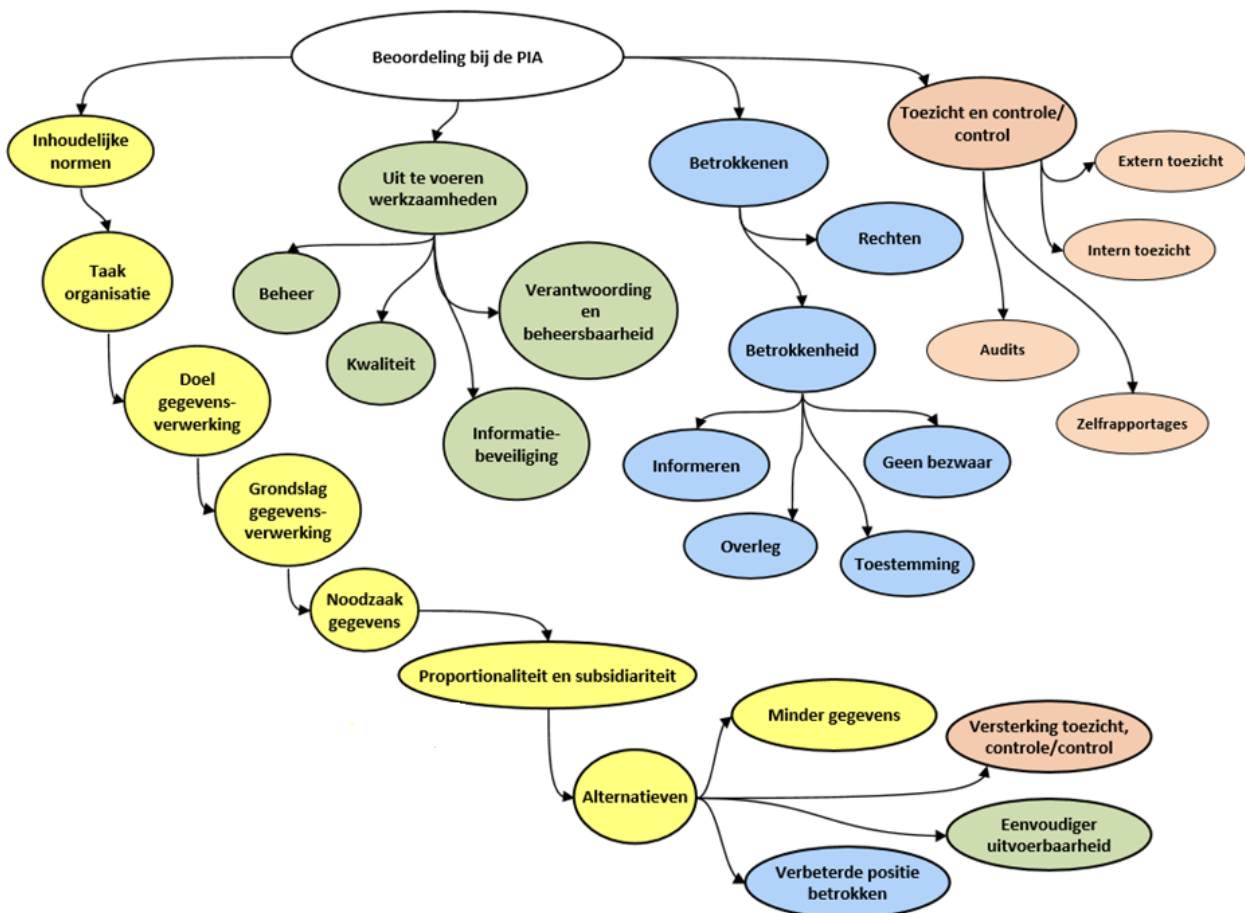 Beoordeling bij de PIA
Inhoudelijke
normen
Taak
organisatie
Doel
gegevens-
verwerking
Grondslag
gegevens-
verwerking
Noodzaak
gegevens
Proportionaliteit en subsidiariteit
Alternatieven
Minder gegevens
Versterking toezicht,
controle/control
Eenvoudiger
uitvoerbaarheid
Verbeterde positie
betrokken
Uit te voeren
werkzaamheden
Beheer
Kwaliteit
Informatie-
beveiliging
Verantwoording
en
beheersbaarheid
Betrokkenen
Rechten
Betrokkenheid
Informeren
Overleg
Toestemming
Geen bezwaar
Toezicht en controle/
control
Extern toezicht
Intern toezicht
Audits
Zelfrapportages